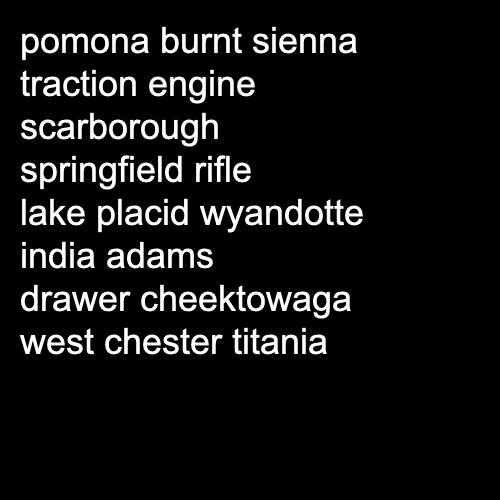 pomona burnt sienna
traction engine
scarborough
springfield rifle
lake placid wyandotte
india adams
drawer cheektowaga
west chester titania